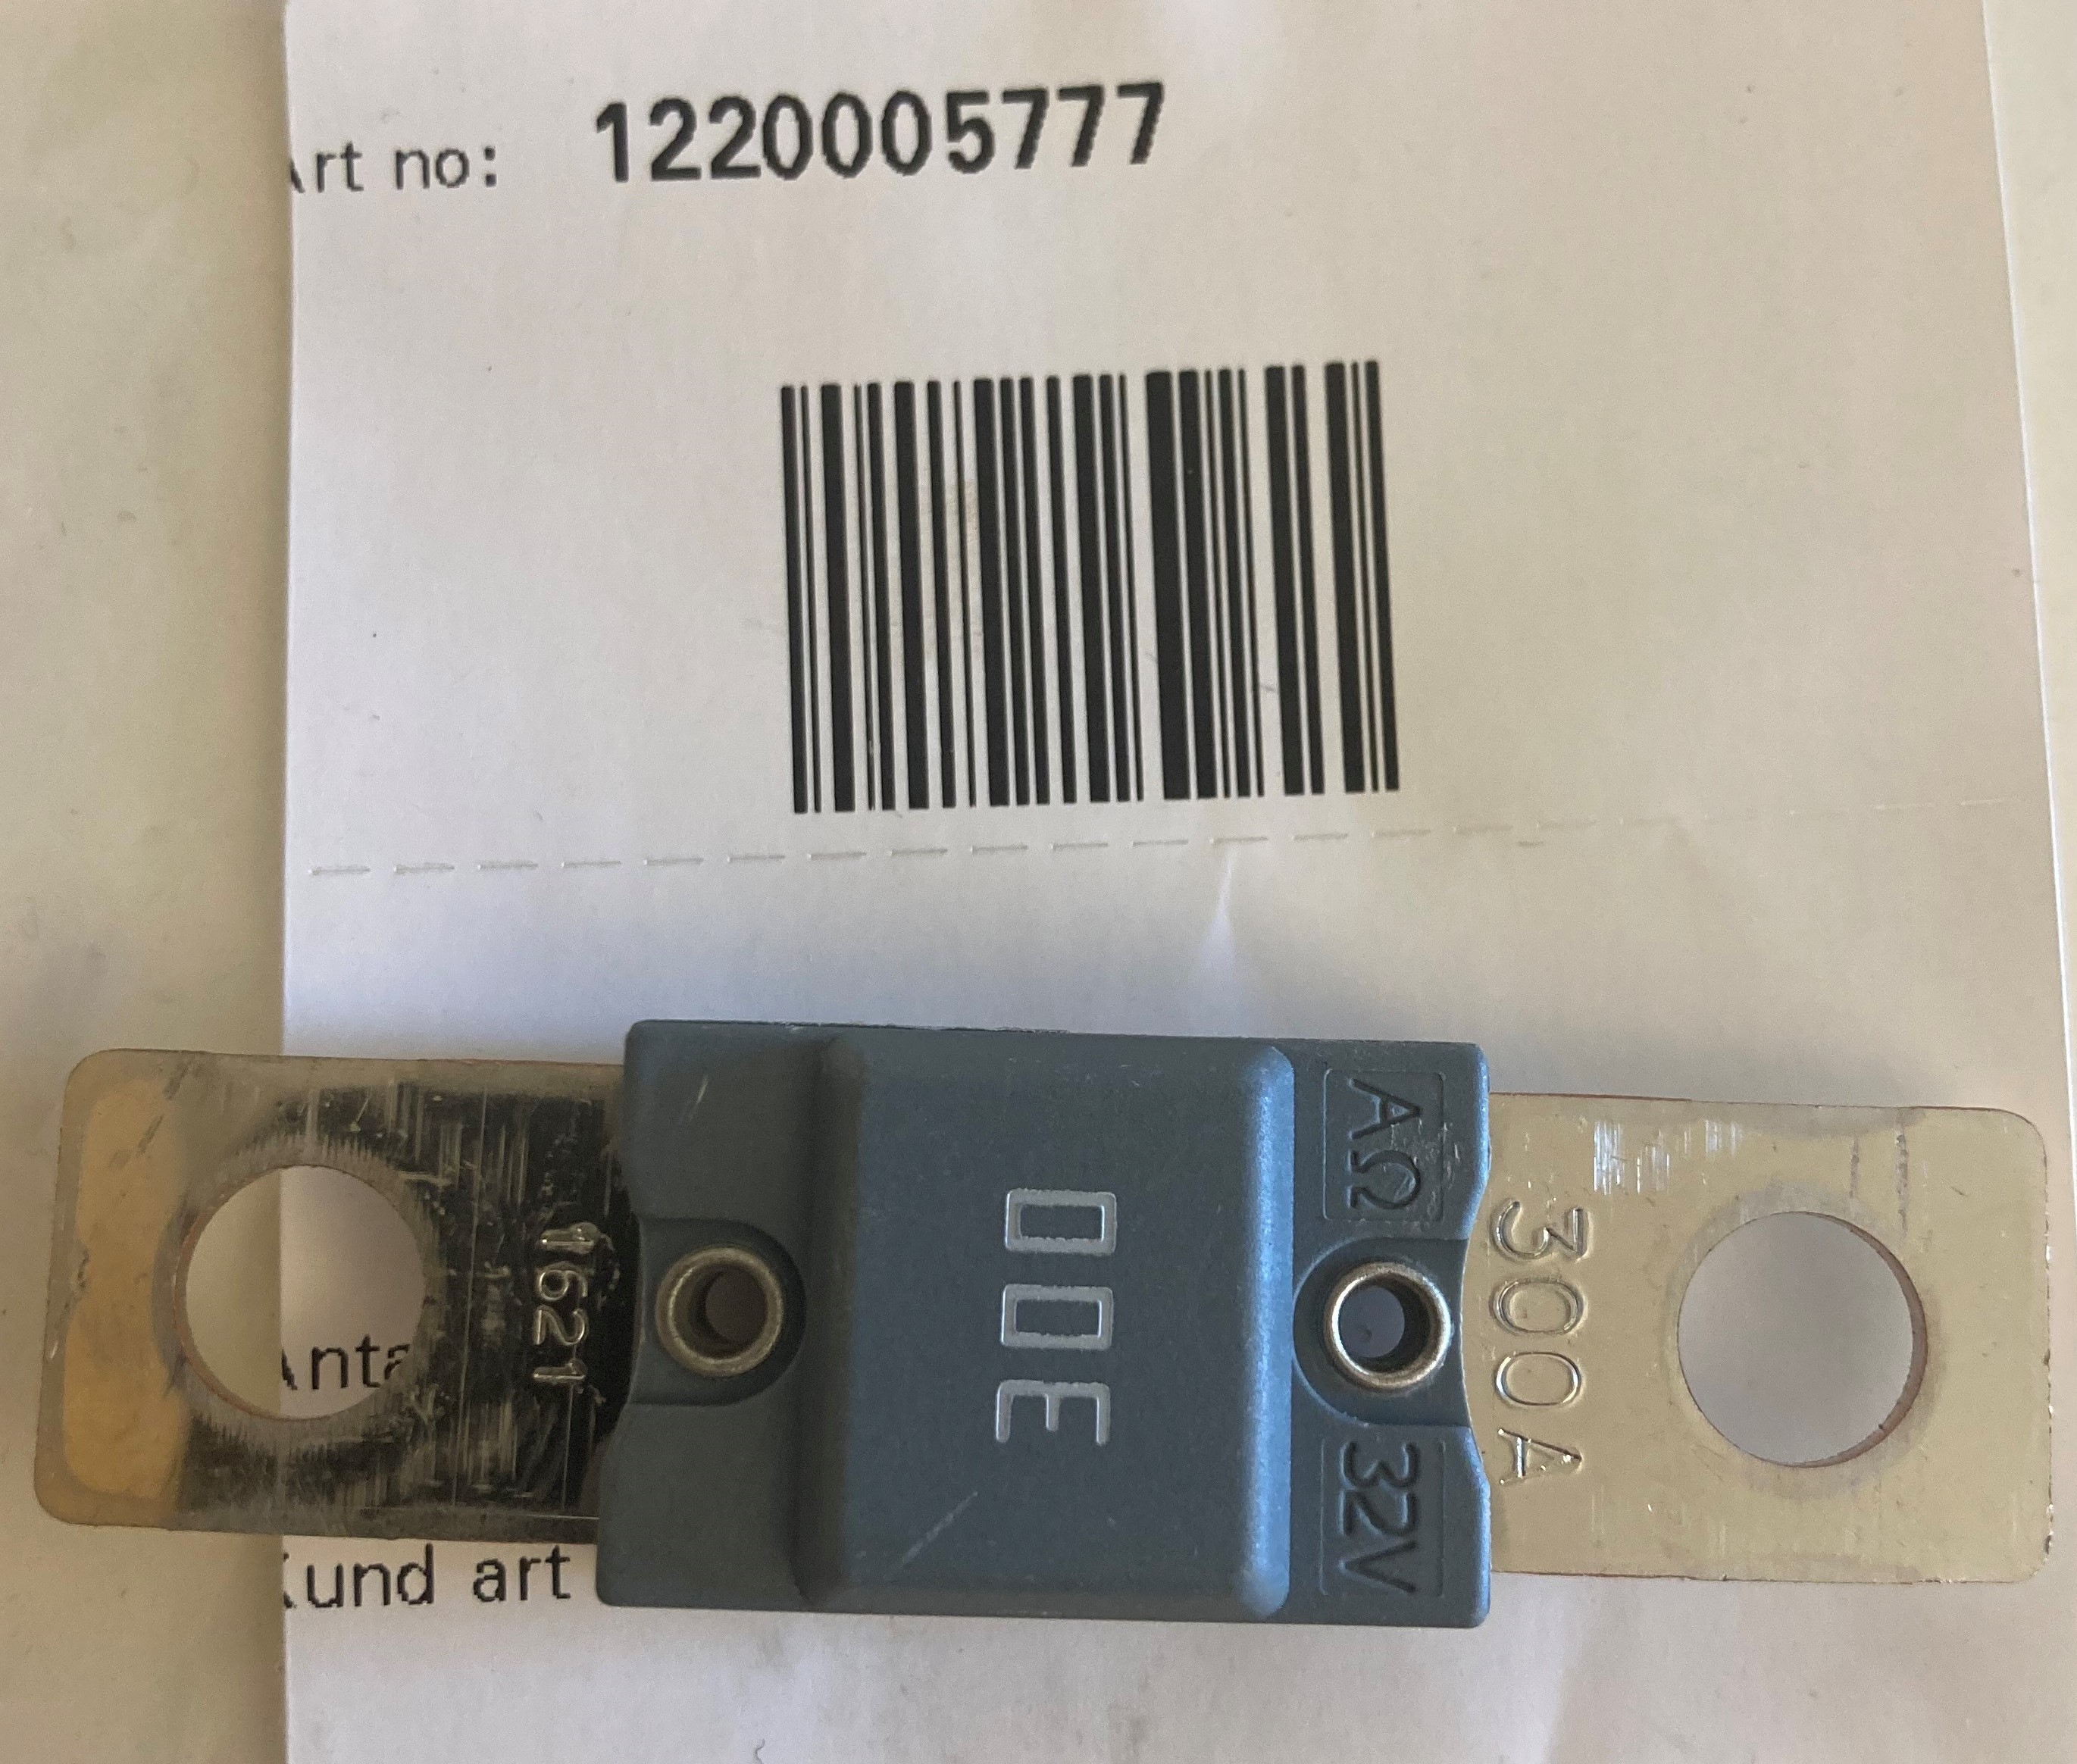 Art no: 1220005777
AΩ
300
1621
300A
32V
Anta
Kund art